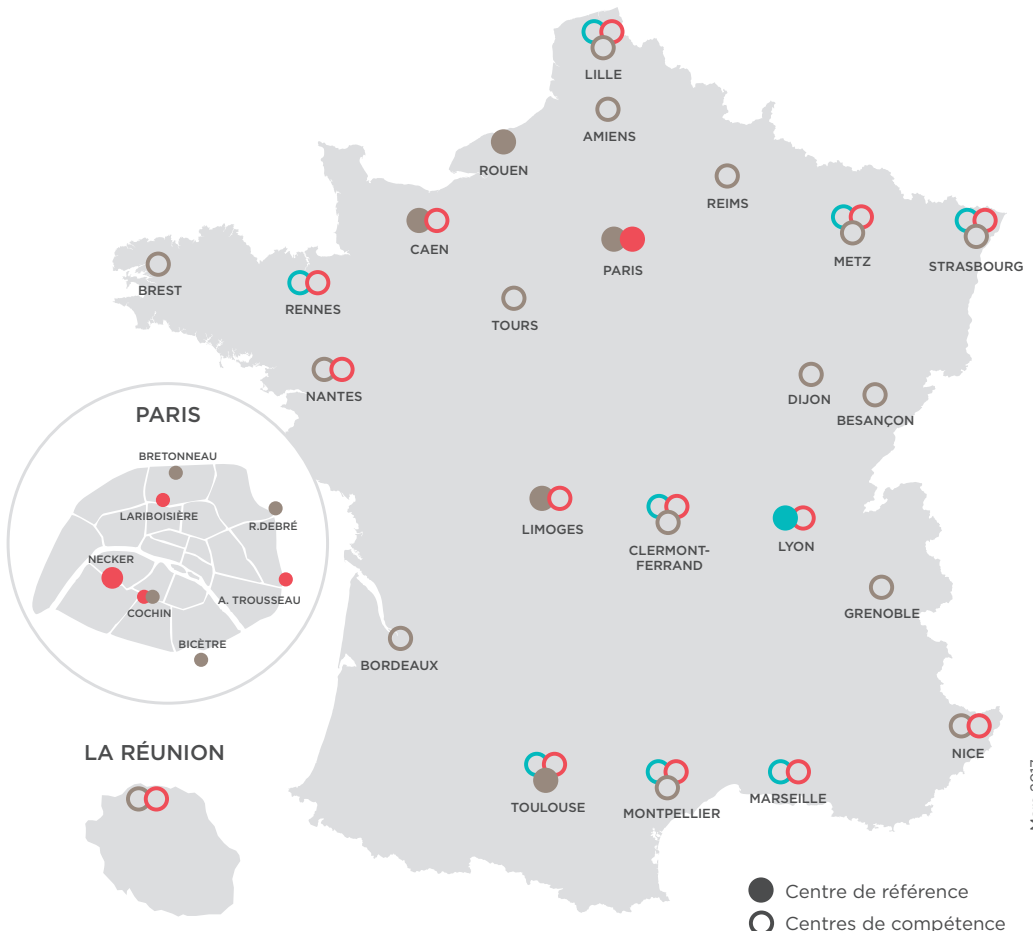 LILLE
AMIENS
ROUEN
REIMS
CAEN
PARIS
METZ
STRASBOURG
BREST
RENNES
TOURS
NANTES
DIJON
BESANÇON
PARIS
BRETONNEAU
LARIBOISIÈRE
R.DEBRÉ
NECKER
A. TROUSSEAU
COCHIN
BICÈTRE
LIMOGES
CLERMONT-
FERRAND
LYON
GRENOBLE
BORDEAUX
NICE
LA RÉUNION
TOULOUSE
MONTPELLIER
MARSEILLE
2017
Centre de référence
Centres de compétence